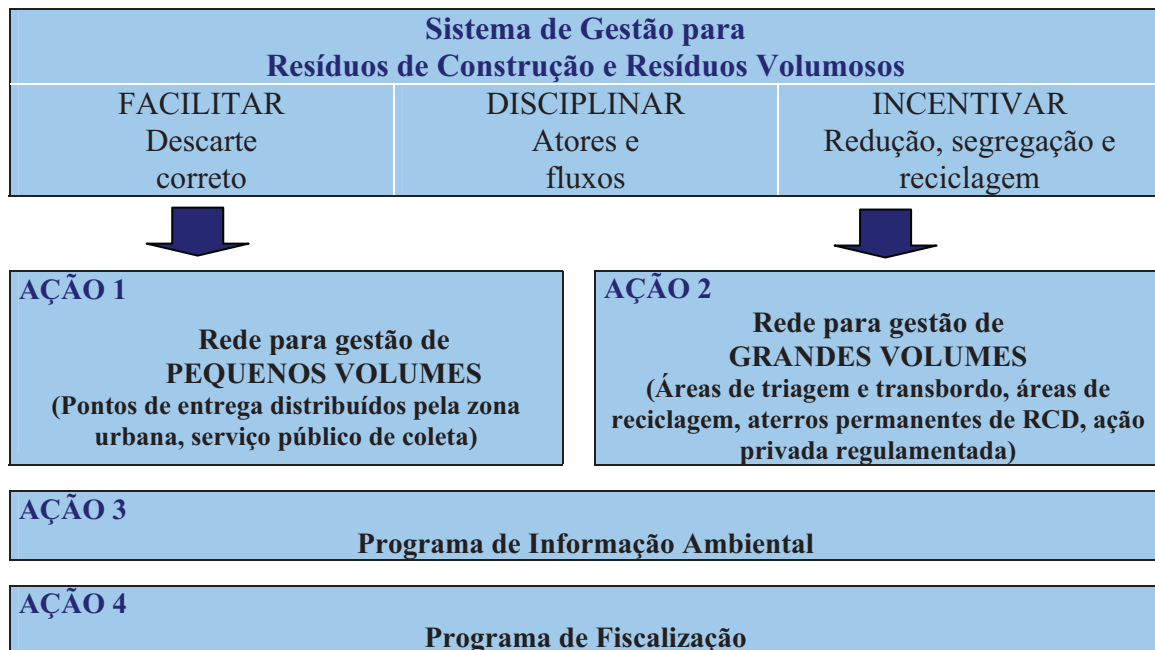 Sistema de Gestão para
Resíduos de Construção e Resíduos Volumosos
FACILITAR
Descarte
correto
DISCIPLINAR
Atores e
fluxos
INCENTIVAR
Redução, segregação e
reciclagem
AÇÃO 1
Rede para gestão de
PEQUENOS VOLUMES
(Pontos de entrega distribuídos pela zona
urbana, serviço público de coleta)
AÇÃO 2
Rede para gestão de
GRANDES VOLUMES
(Áreas de triagem e transbordo, áreas de
reciclagem, aterros permanentes de RCD, ação
privada regulamentada)
AÇÃO 3
Programa de Informação Ambiental
AÇÃO 4
Programa de Fiscalização